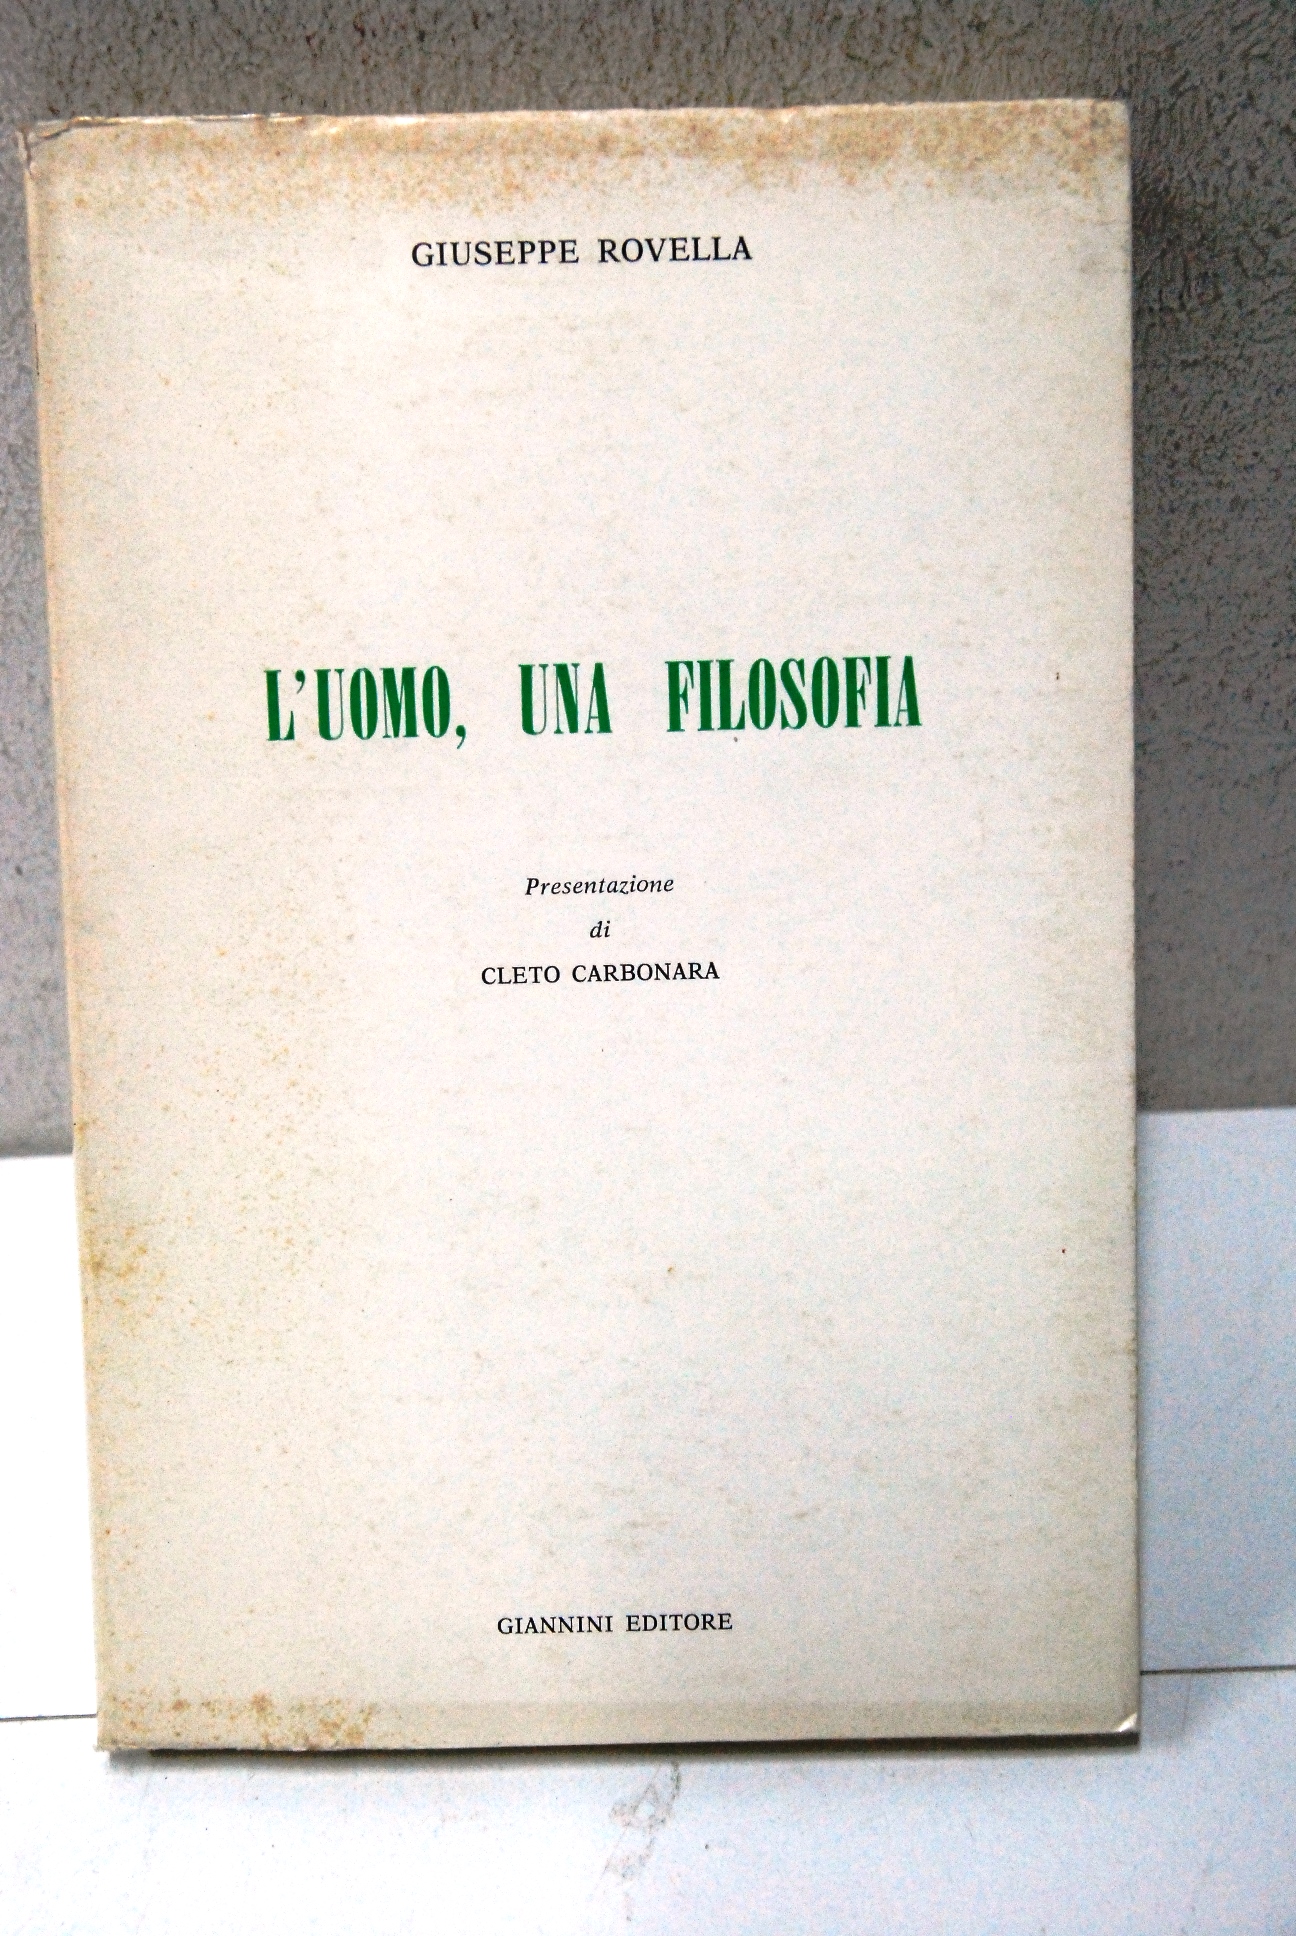 GIUSEPPE ROVELLA
L'UOMO, UNA FILOSOFIA
Presentazione
di
CLETO CARBONARA
GIANNINI EDITORE